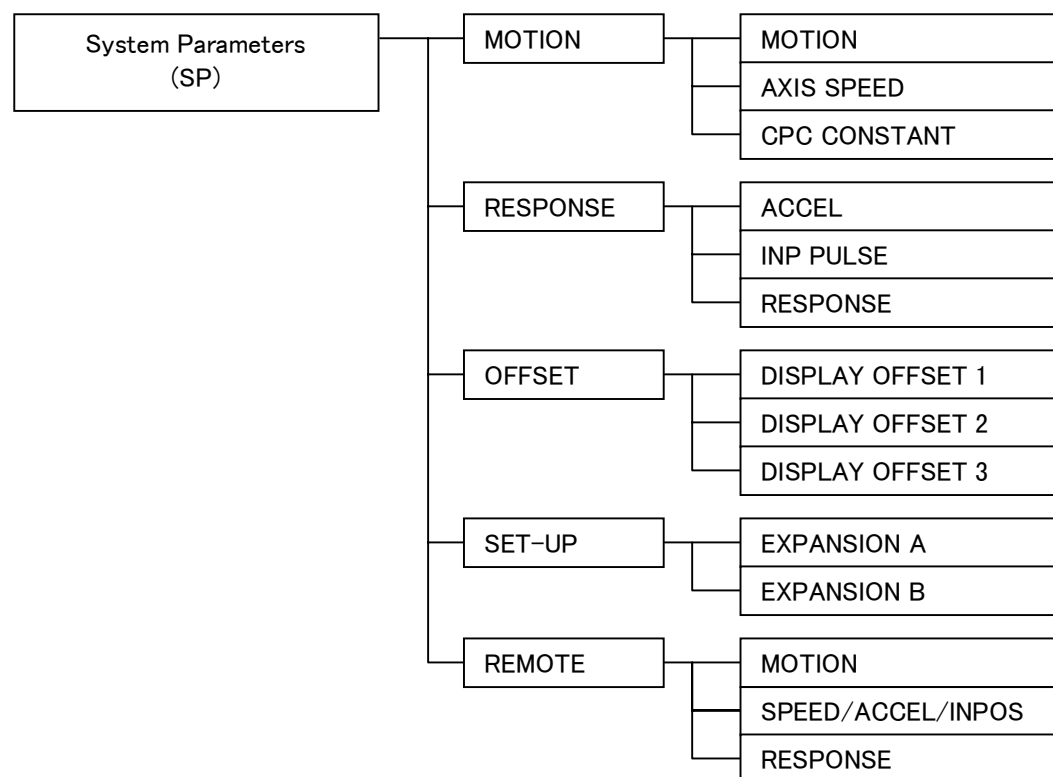 System Parameters
(SP)
MOTION
MOTION
AXIS SPEED
CPC CONSTANT
RESPONSE
ACCEL
INP PULSE
RESPONSE
OFFSET
DISPLAY OFFSET 1
DISPLAY OFFSET 2
DISPLAY OFFSET 3
SET-UP
EXPANSION A
EXPANSION B
REMOTE
MOTION
SPEED/ACCEL/INPOS
RESPONSE